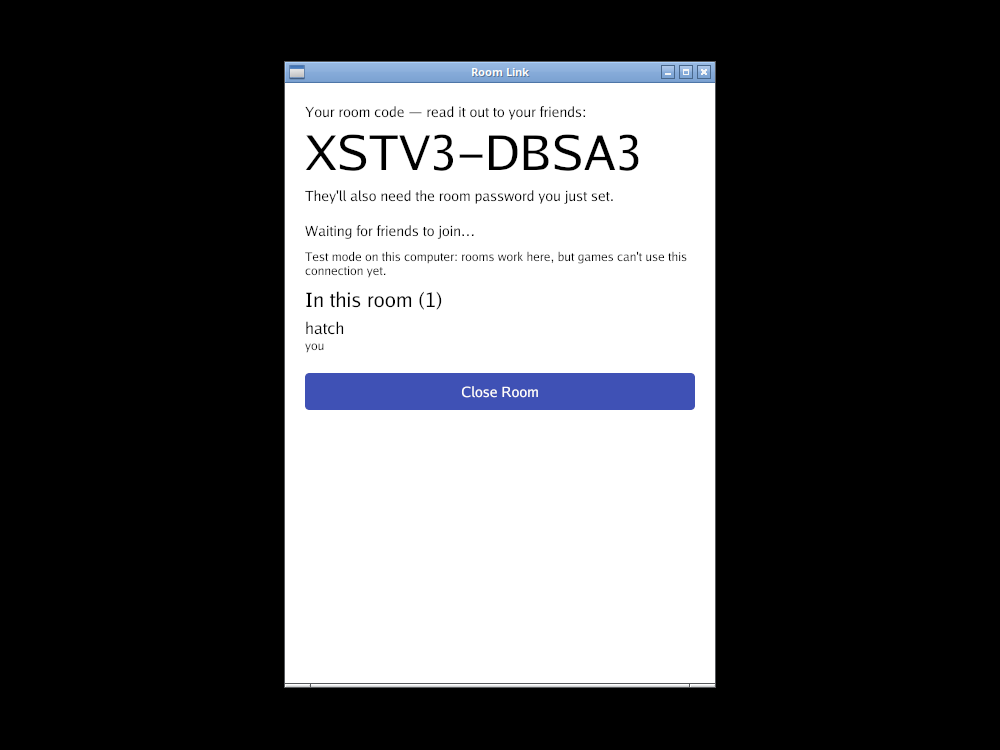 Room Link
Your room code — read it out to your friends:
XSTV3–DBSA3
They'll also need the room password you just set.
Waiting for friends to join…
Test mode on this computer: rooms work here, but games can't use this
connection yet.
In this room (1)
hatch
you
Close Room